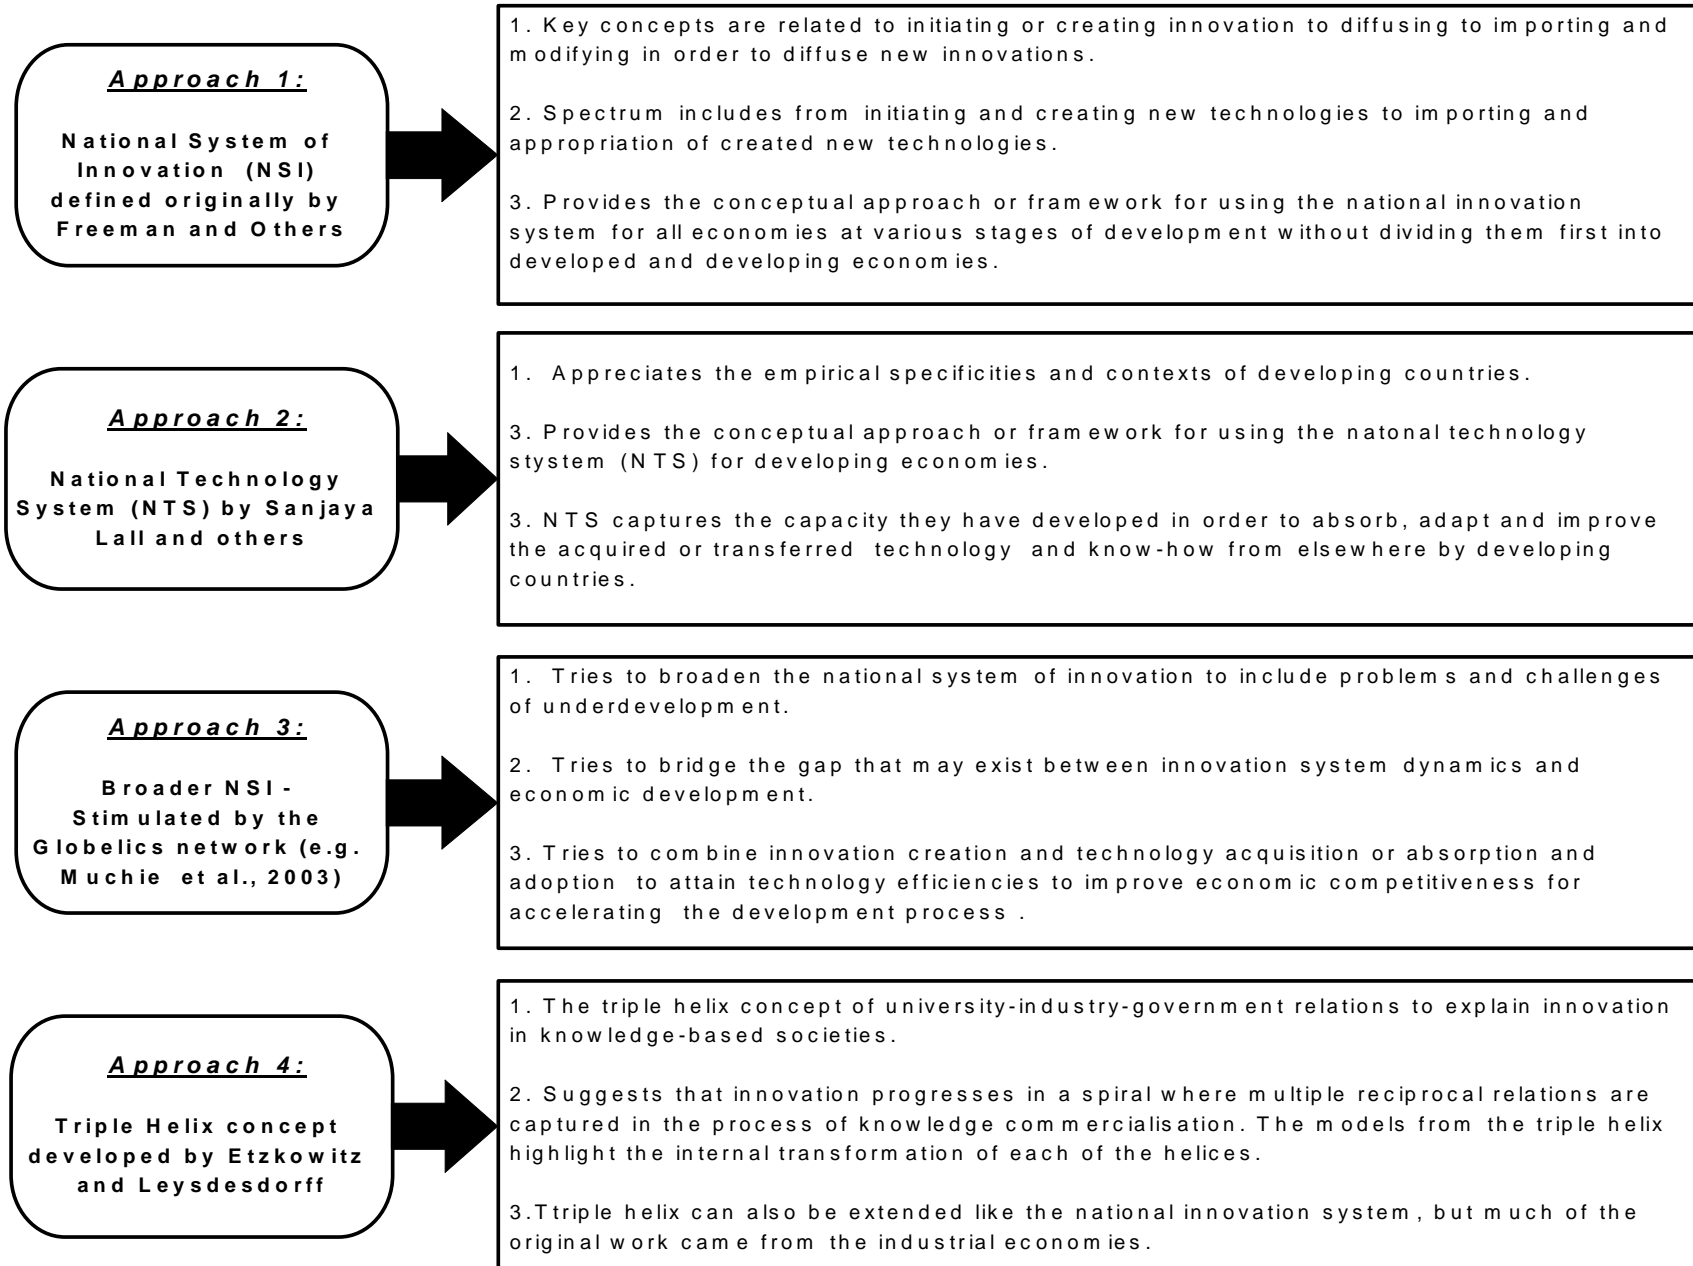 Approach 1:
National System of
Innovation (NSI)
defined originally by
Freeman and Others
1. Key concepts are related to initiating or creating innovation to diffusing to importing and
modifying in order to diffuse new innovations.
2. Spectrum includes from initiating and creating new technologies to importing and
appropriation of created new technologies.
3. Provides the conceptual approach or framework for using the national innovation
system for all economies at various stages of development without dividing them first into
developed and developing economies.
Approach 2:
National Technology
System (NTS) by Sanjaya
Lall and others
1. Appreciates the empirical specificities and contexts of developing countries.
3. Provides the conceptual approach or framework for using the natonal technology
stystem (NTS) for developing economies.
3. NTS captures the capacity they have developed in order to absorb, adapt and improve
the acquired or transferred technology and know-how from elsewhere by developing
countries.
Approach 3:
Broader NSI -
Stimulated by the
Globelics network (e.g.
Muchie et al., 2003)
1. Tries to broaden the national system of innovation to include problems and challenges
of underdevelopment.
2. Tries to bridge the gap that may exist between innovation system dynamics and
economic development.
3. Tries to combine innovation creation and technology acquisition or absorption and
adoption to attain technology efficiencies to improve economic competitiveness for
accelerating the development process .
Approach 4:
Triple Helix concept
developed by Etzkowitz
and Leysdesdorff
1. The triple helix concept of university-industry-government relations to explain innovation
in knowledge-based societies.
2. Suggests that innovation progresses in a spiral where multiple reciprocal relations are
captured in the process of knowledge commercialisation. The models from the triple helix
highlight the internal transformation of each of the helices.
3.Ttriple helix can also be extended like the national innovation system, but much of the
original work came from the industrial economies.